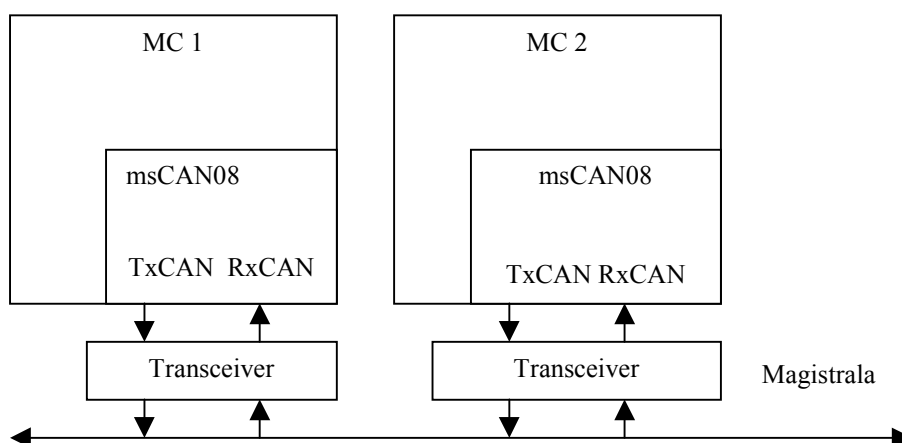 MC 1
MC 2
msCAN08
msCAN08
TxCAN RxCAN
TxCAN RxCAN
Transceiver
Transceiver
Magistrala